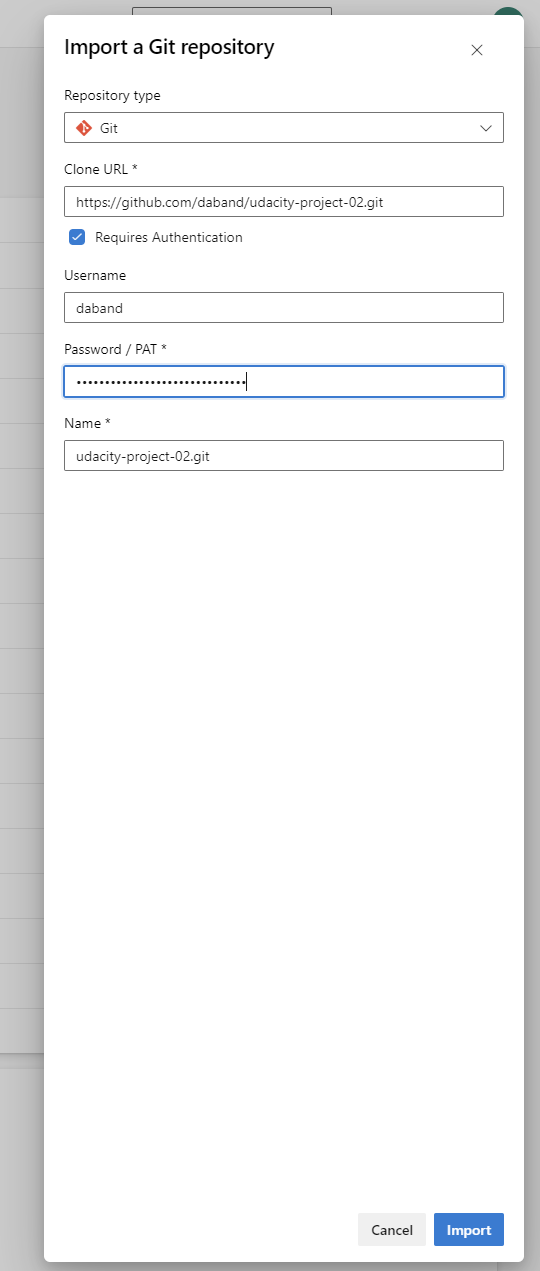 Import a Git repository
Repository type
Git
Clone URL *
https://github.com/daband/udacity-project-02.git
Requires Authentication
Username
daband
Password / PAT *
••••••••••••••••••••••••••••••
Name *
udacity-project-02.git
Cancel
Import